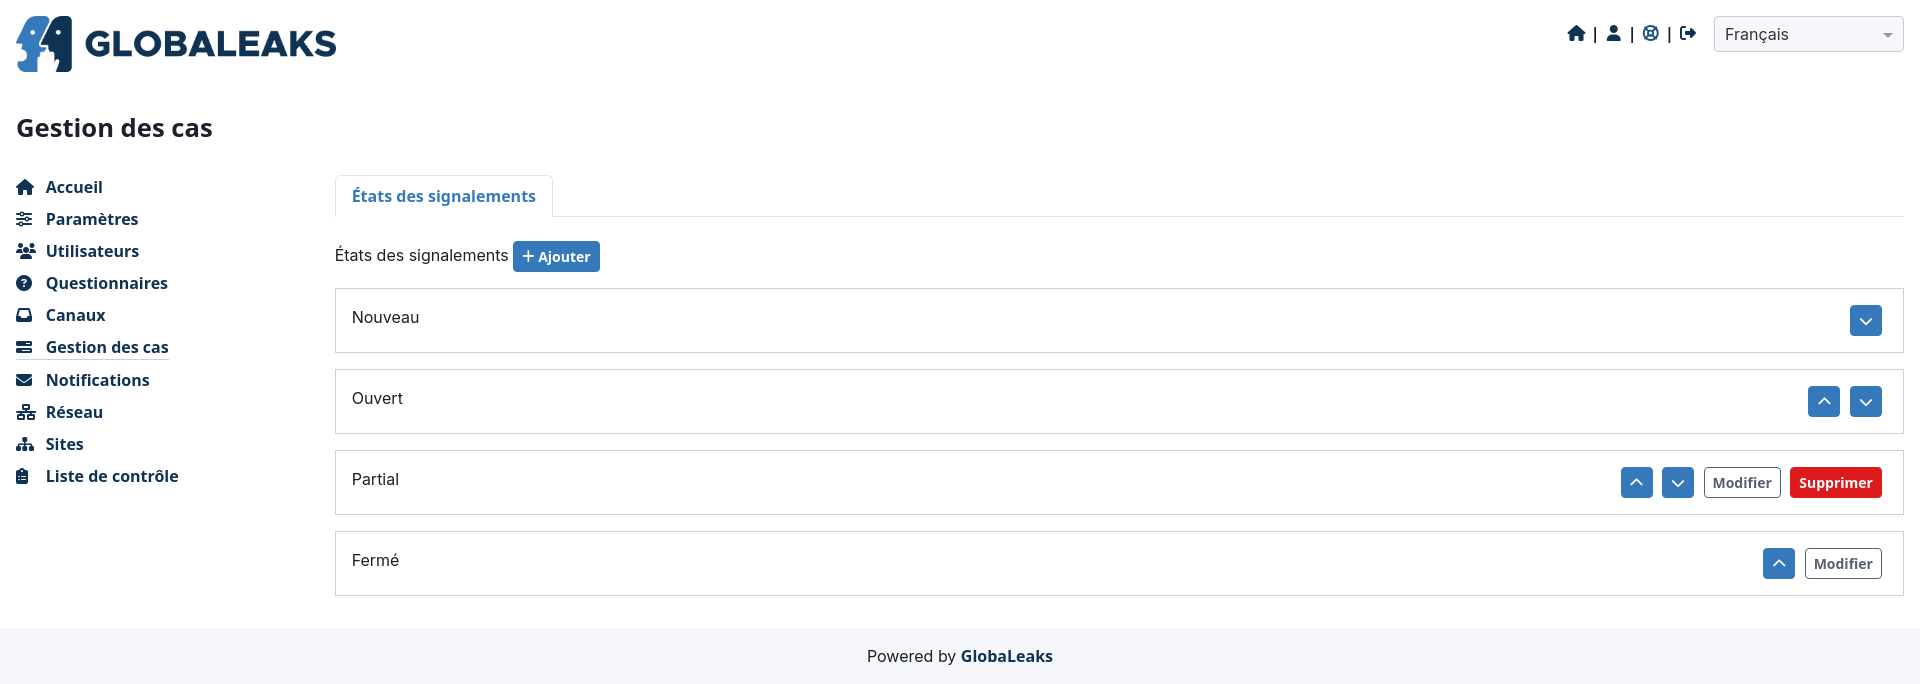 GLOBALEAKS
| | |
Français
Gestion des cas
Accueil
Paramètres
Utilisateurs
Questionnaires
Canaux
Gestion des cas
Notifications
Réseau
Sites
Liste de contrôle
États des signalements
États des signalements + Ajouter
Nouveau
Ouvert
Partial Modifier Supprimer
Fermé Modifier
Powered by GlobaLeaks